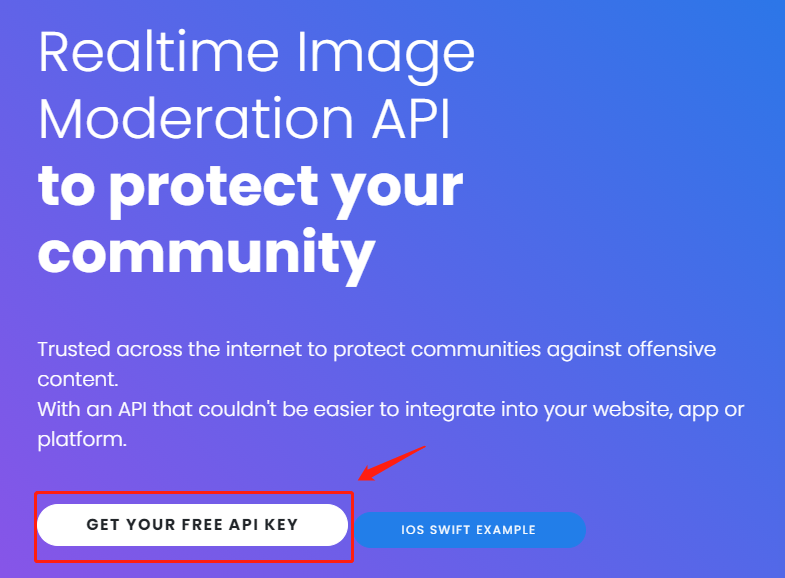 Realtime Image
Moderation API
to protect your
community
Trusted across the internet to protect communities against offensive
content.
With an API that couldn't be easier to integrate into your website, app or
platform.
GET YOUR FREE API KEY
IOS SWIFT EXAMPLE